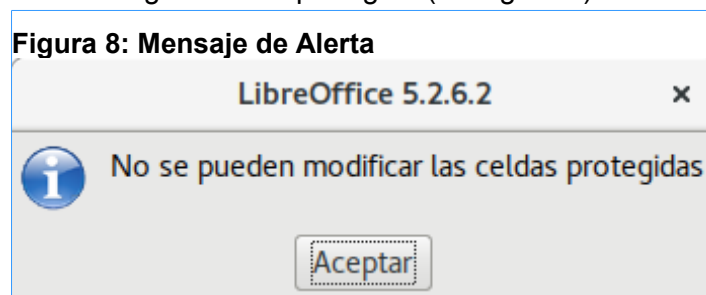 Figura 8: Mensaje de Alerta
LibreOffice 5.2.6.2
No se pueden modificar las celdas protegidas
Aceptar